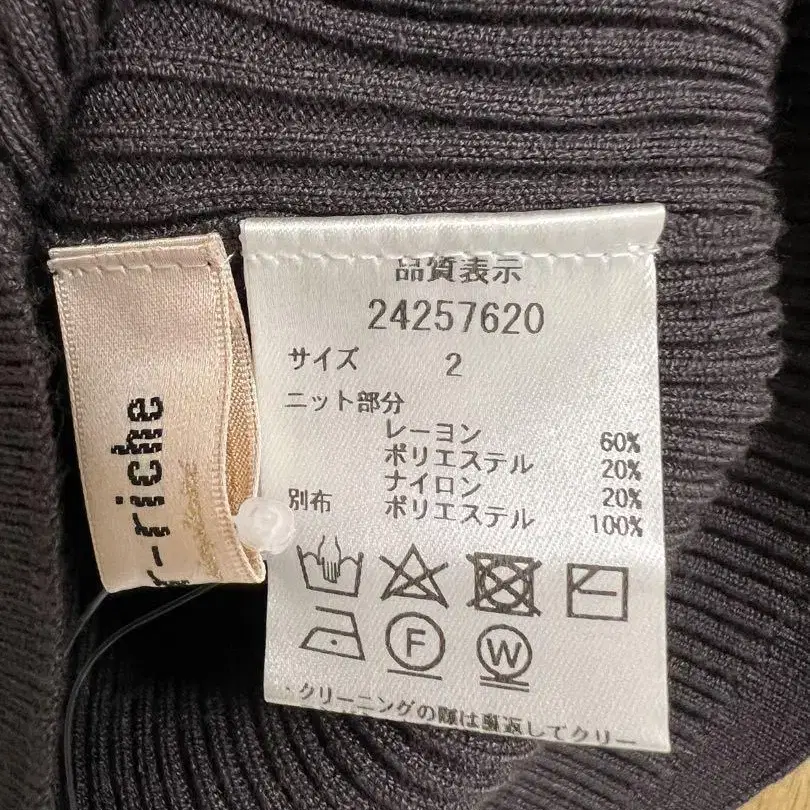 r-riche
品質表示
24257620
サイズ 2
ニット部分
レーヨン 60%
ポリエステル 20%
ナイロン 20%
別布 ポリエステル 100%
F W
・クリーニングの際は裏返してクリー